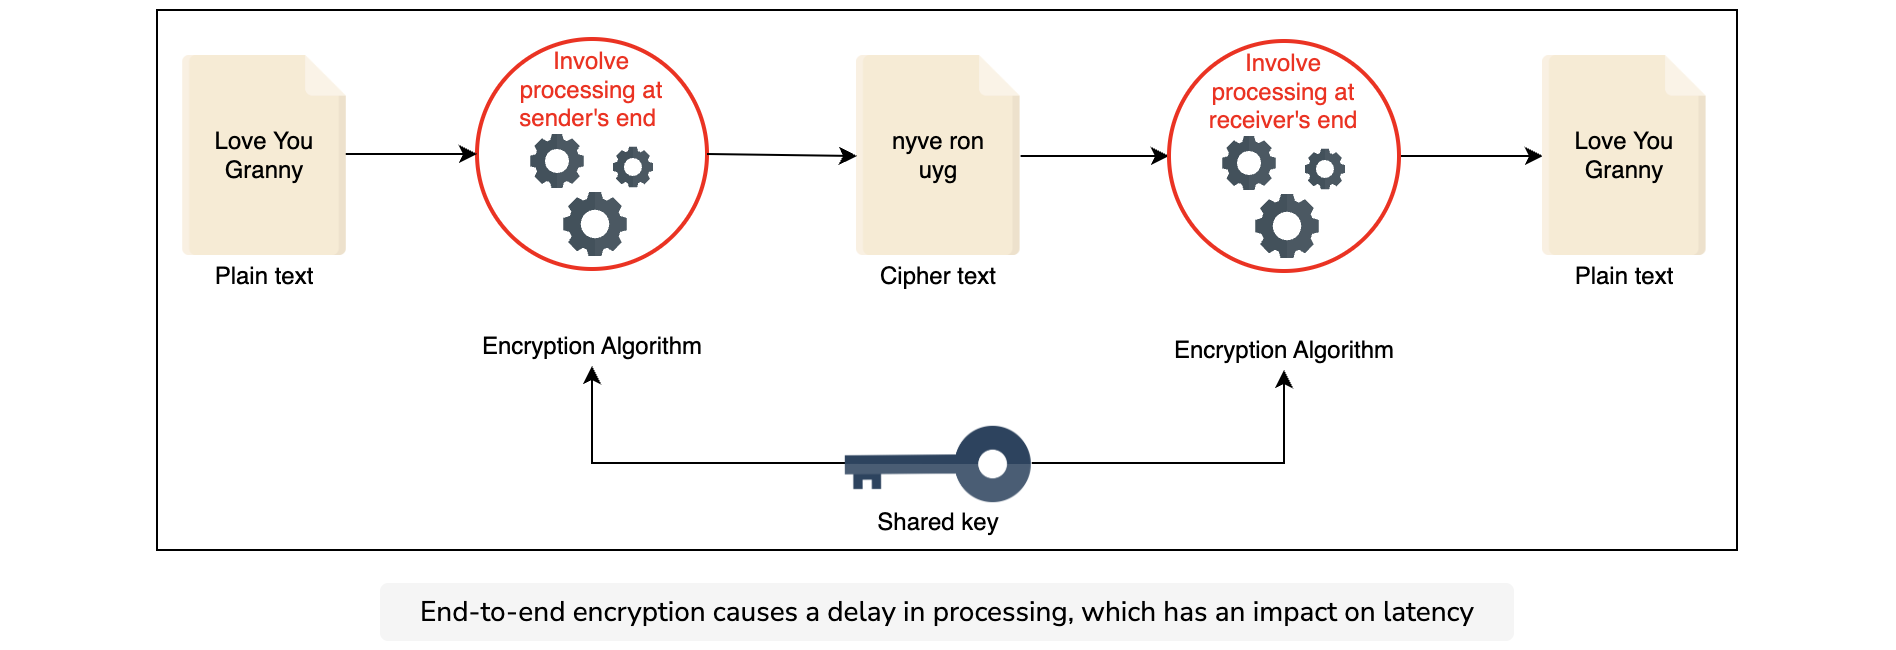 Love You
Granny
Plain text
Involve
processing at
sender's end
Encryption Algorithm
nyve ron
uyg
Cipher text
Involve
processing at
receiver's end
Encryption Algorithm
Love You
Granny
Plain text
Shared key
End-to-end encryption causes a delay in processing, which has an impact on latency